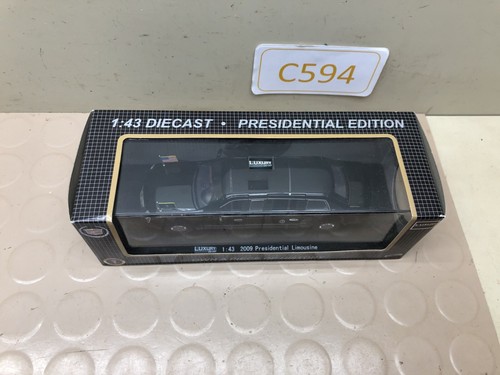 C594
1:43 DIECAST • PRESIDENTIAL EDITION
LUXURY
LUXURY 1:43 2009 Presidential Limousine